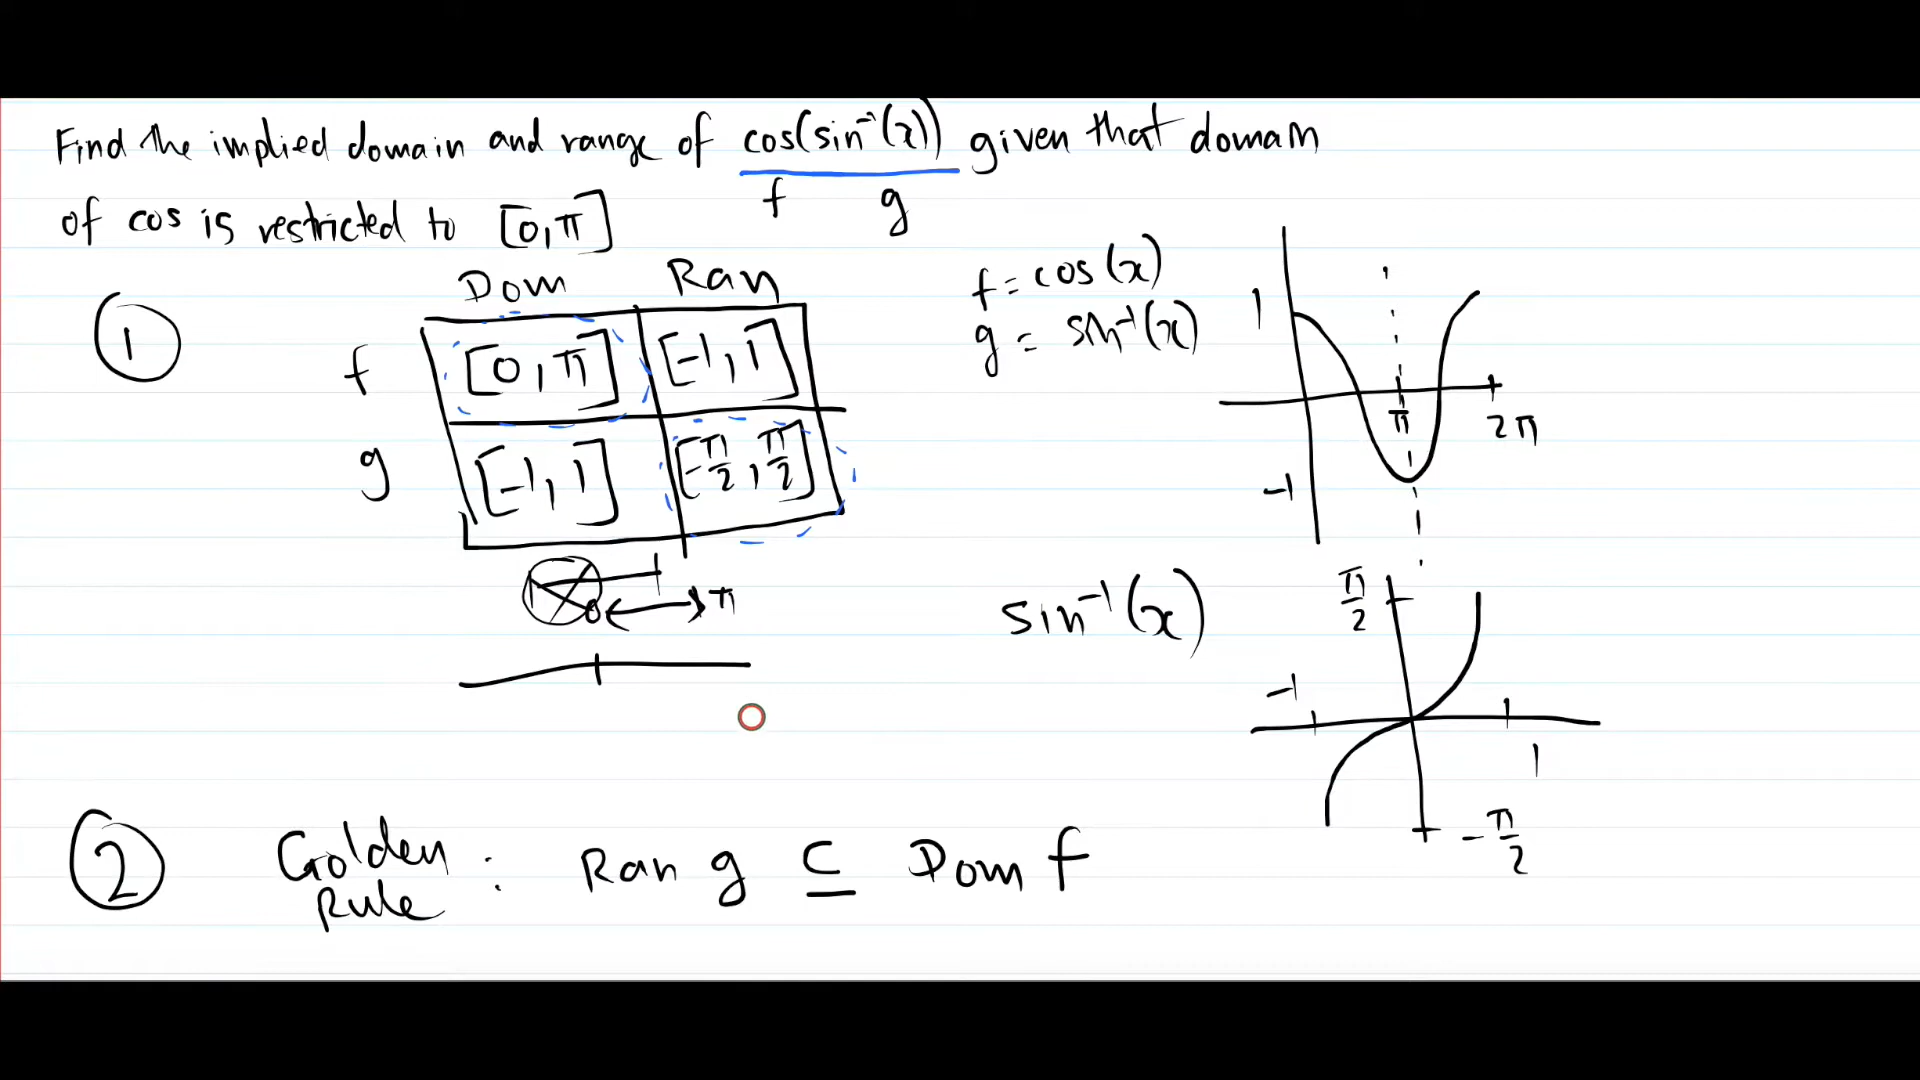 Find the implied domain and range of cos(sin⁻¹(x)) given that domain
f g
of cos is restricted to [0,π]
Dom Ran
① f [0,π] [-1,1]
g [-1,1] [-π/2,π/2]
0 π
f = cos(x)
g = sin⁻¹(x)
1
π 2π
-1
sin⁻¹(x)
π/2
-1
1
-π/2
② Golden Rule : Ran g ⊆ Dom f